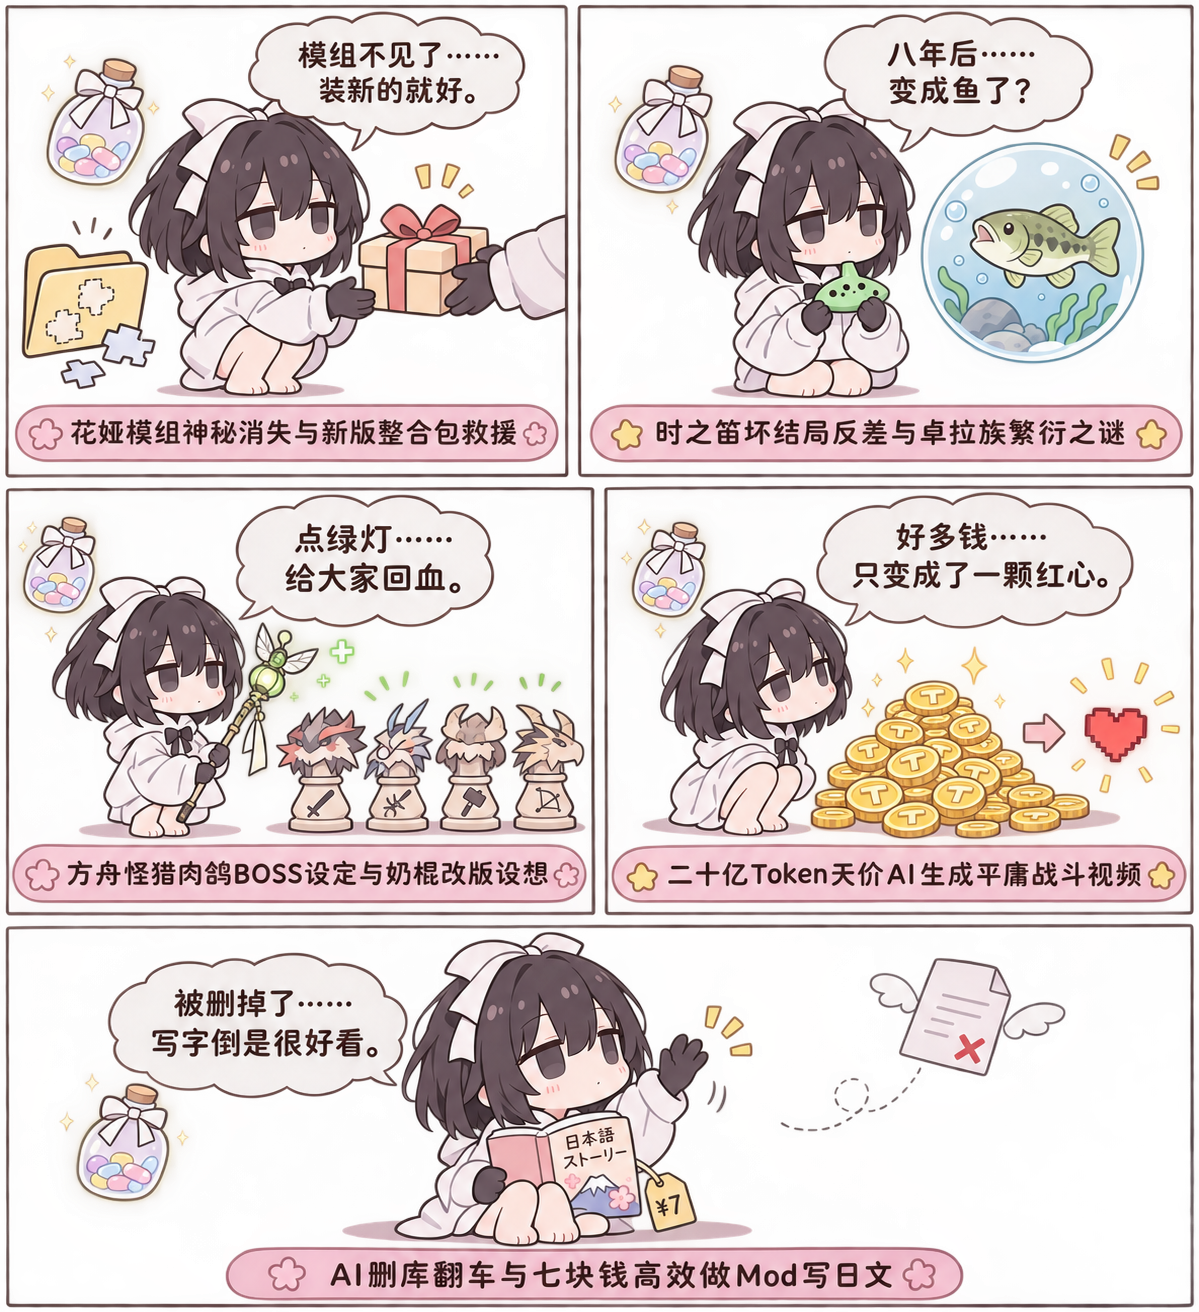 模组不见了……
装新的就好。
花娅模组神秘消失与新版整合包救援
八年后……
变成鱼了？
时之笛坏结局反差与卓拉族繁衍之谜
点绿灯……
给大家回血。
方舟怪猎肉鸽BOSS设定与奶棍改版设想
好多钱……
只变成了一颗红心。
T
T
T
T
T
T
二十亿Token天价AI生成平庸战斗视频
被删掉了……
写字倒是很好看。
日本語
ストーリー
¥7
AI删库翻车与七块钱高效做Mod写日文